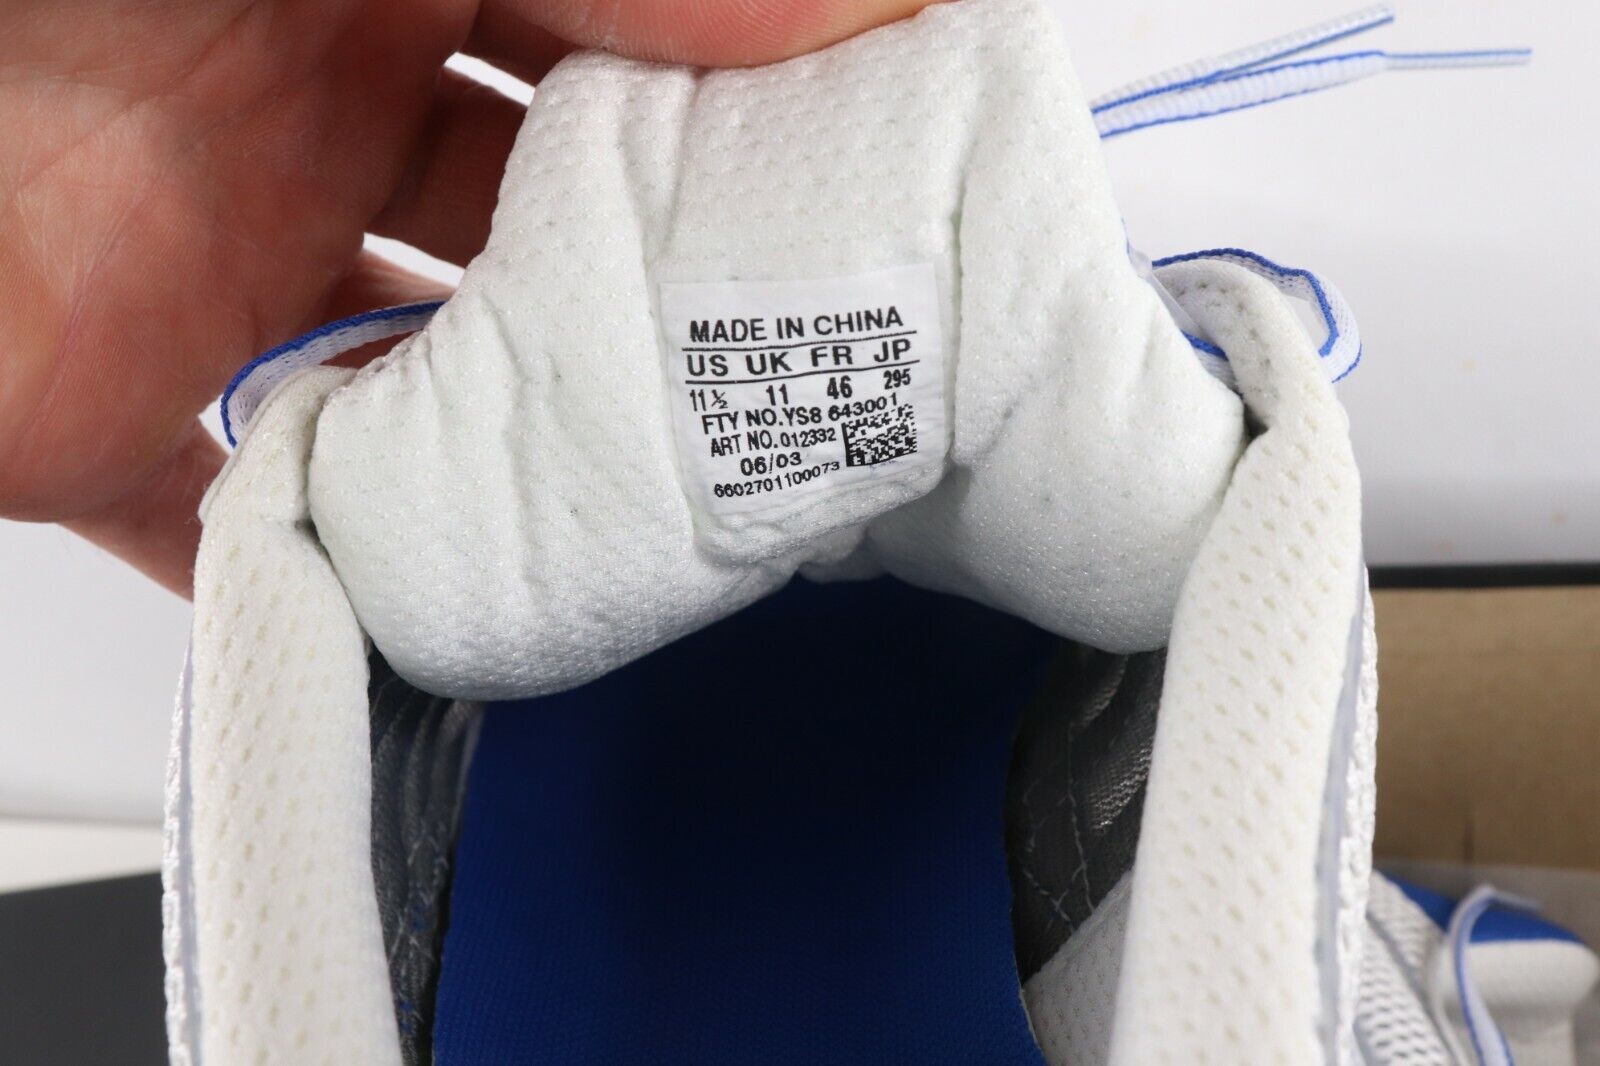 MADE IN CHINA
US UK FR JP
11½ 11 46 295
FTY NO.YS8 643001
ART NO.012332
06/03
6602701100073